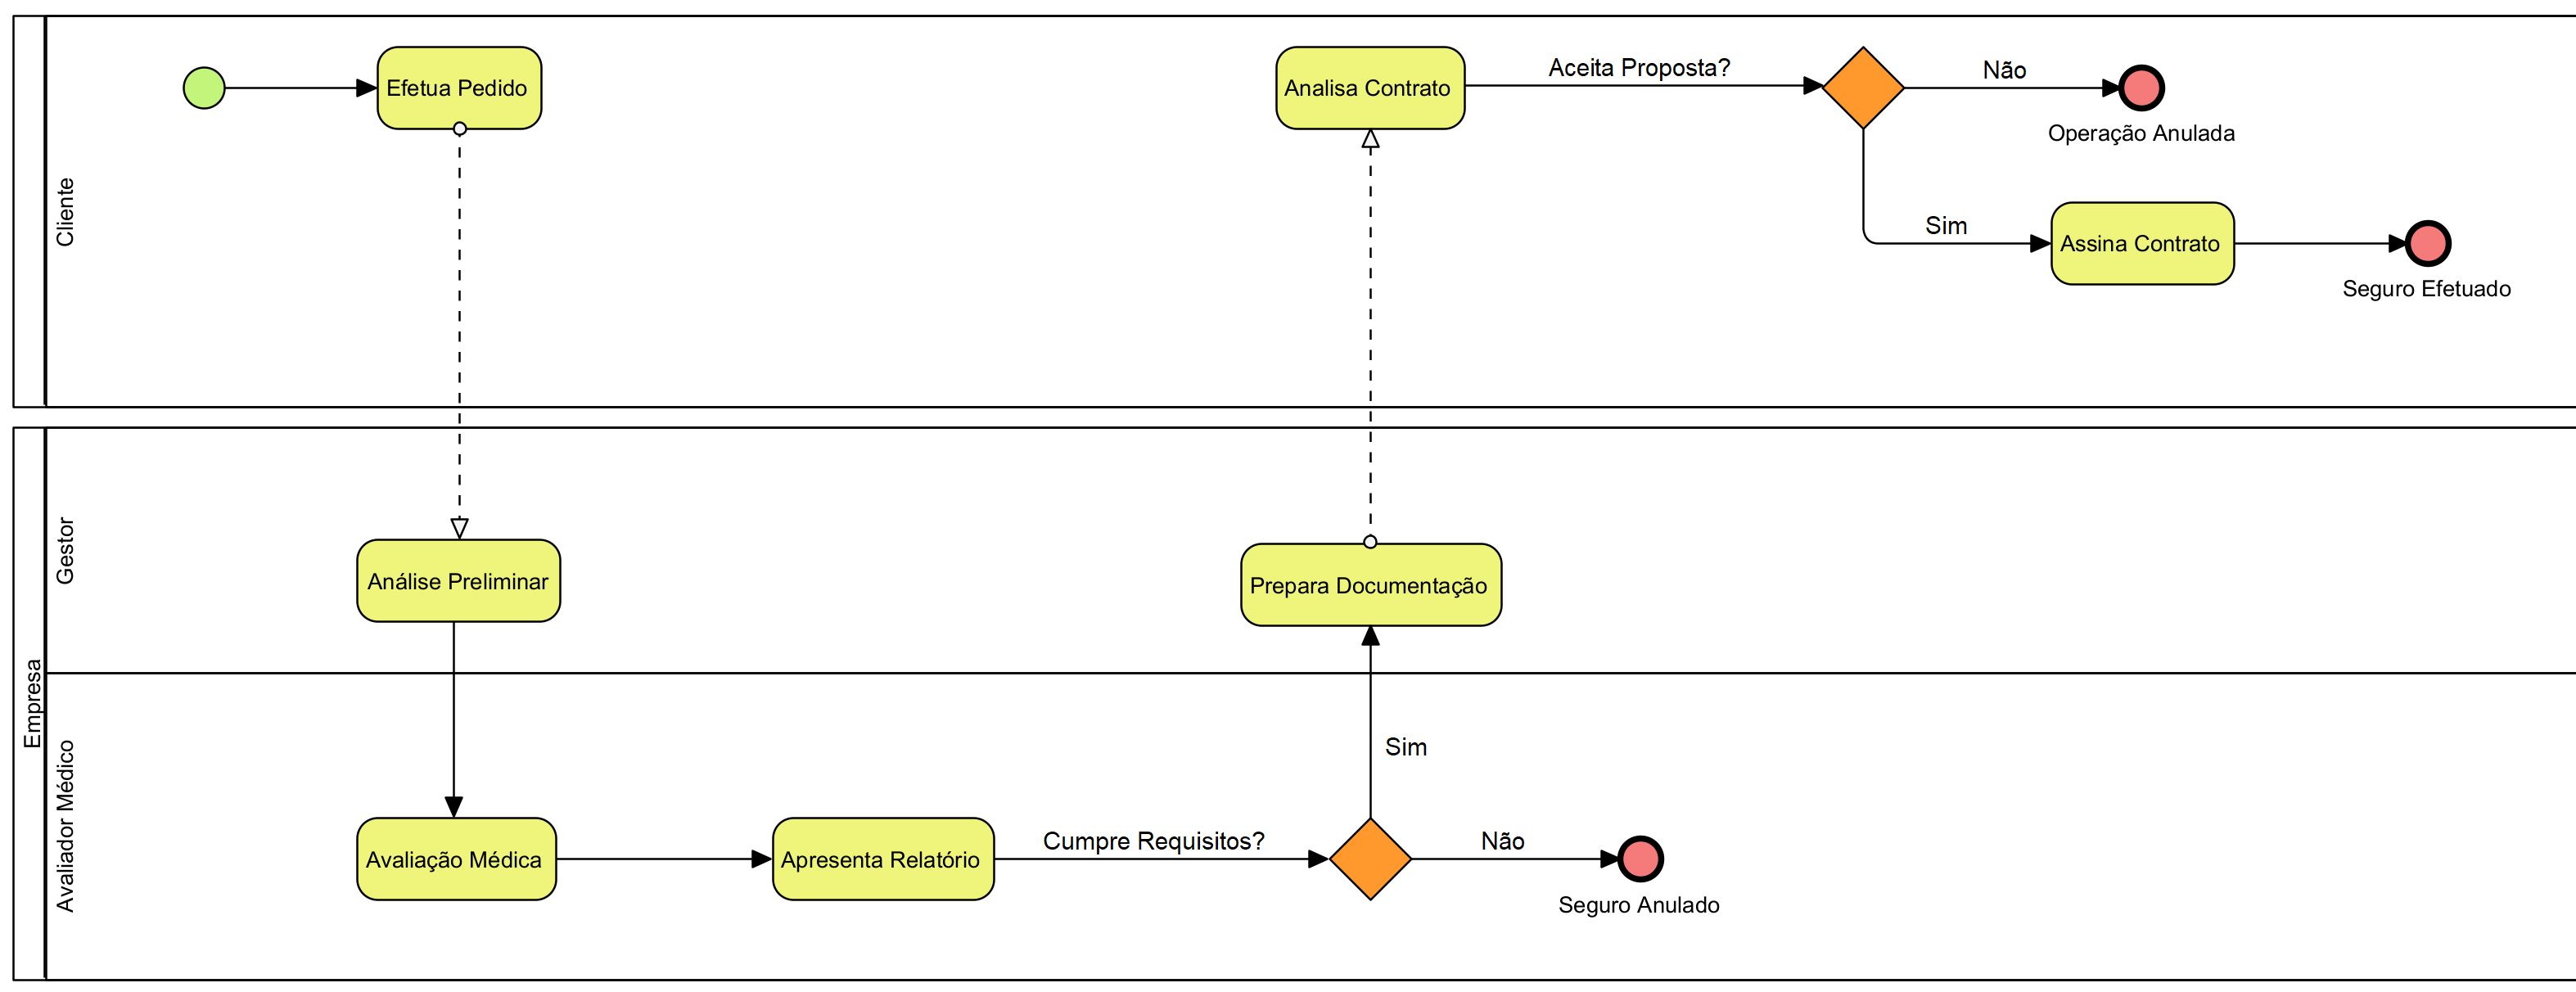 Cliente
Efetua Pedido
Analisa Contrato
Aceita Proposta?
Não
Operação Anulada
Sim
Assina Contrato
Seguro Efetuado
Empresa
Gestor
Análise Preliminar
Prepara Documentação
Avaliador Médico
Sim
Avaliação Médica
Apresenta Relatório
Cumpre Requisitos?
Não
Seguro Anulado